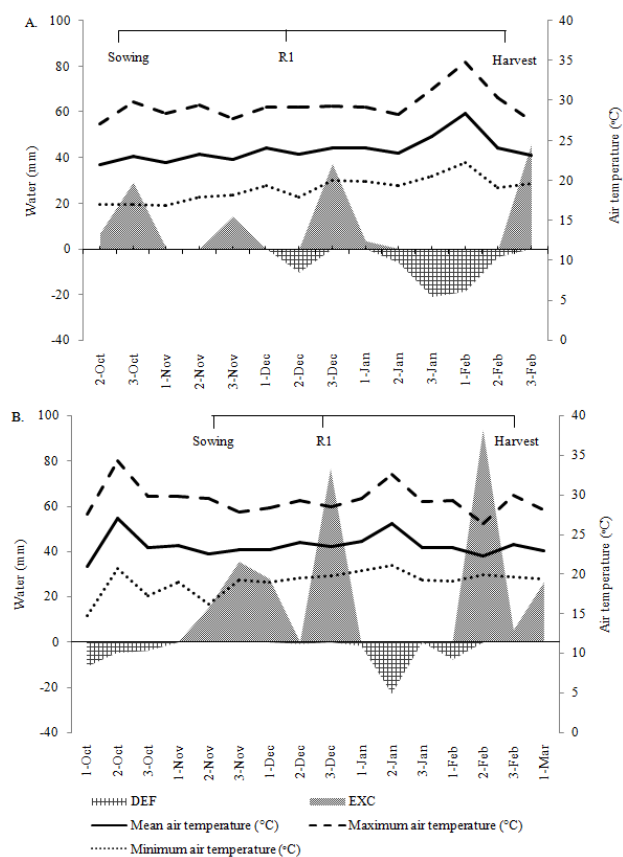 A.
Sowing R1 Harvest
100
80
60
40
20
0
-20
-40
Water (mm)
40
35
30
25
20
15
10
5
0
Air temperature (°C)
2-Oct 3-Oct 1-Nov 2-Nov 3-Nov 1-Dec 2-Dec 3-Dec 1-Jan 2-Jan 3-Jan 1-Feb 2-Feb 3-Feb
B.
Sowing R1 Harvest
100
80
60
40
20
0
-20
-40
Water (mm)
40
35
30
25
20
15
10
5
0
Air temperature (°C)
1-Oct 2-Oct 3-Oct 1-Nov 2-Nov 3-Nov 1-Dec 2-Dec 3-Dec 1-Jan 2-Jan 3-Jan 1-Feb 2-Feb 3-Feb 1-Mar
DEF EXC
Mean air temperature (°C) Maximum air temperature (°C)
Minimum air temperature (°C)